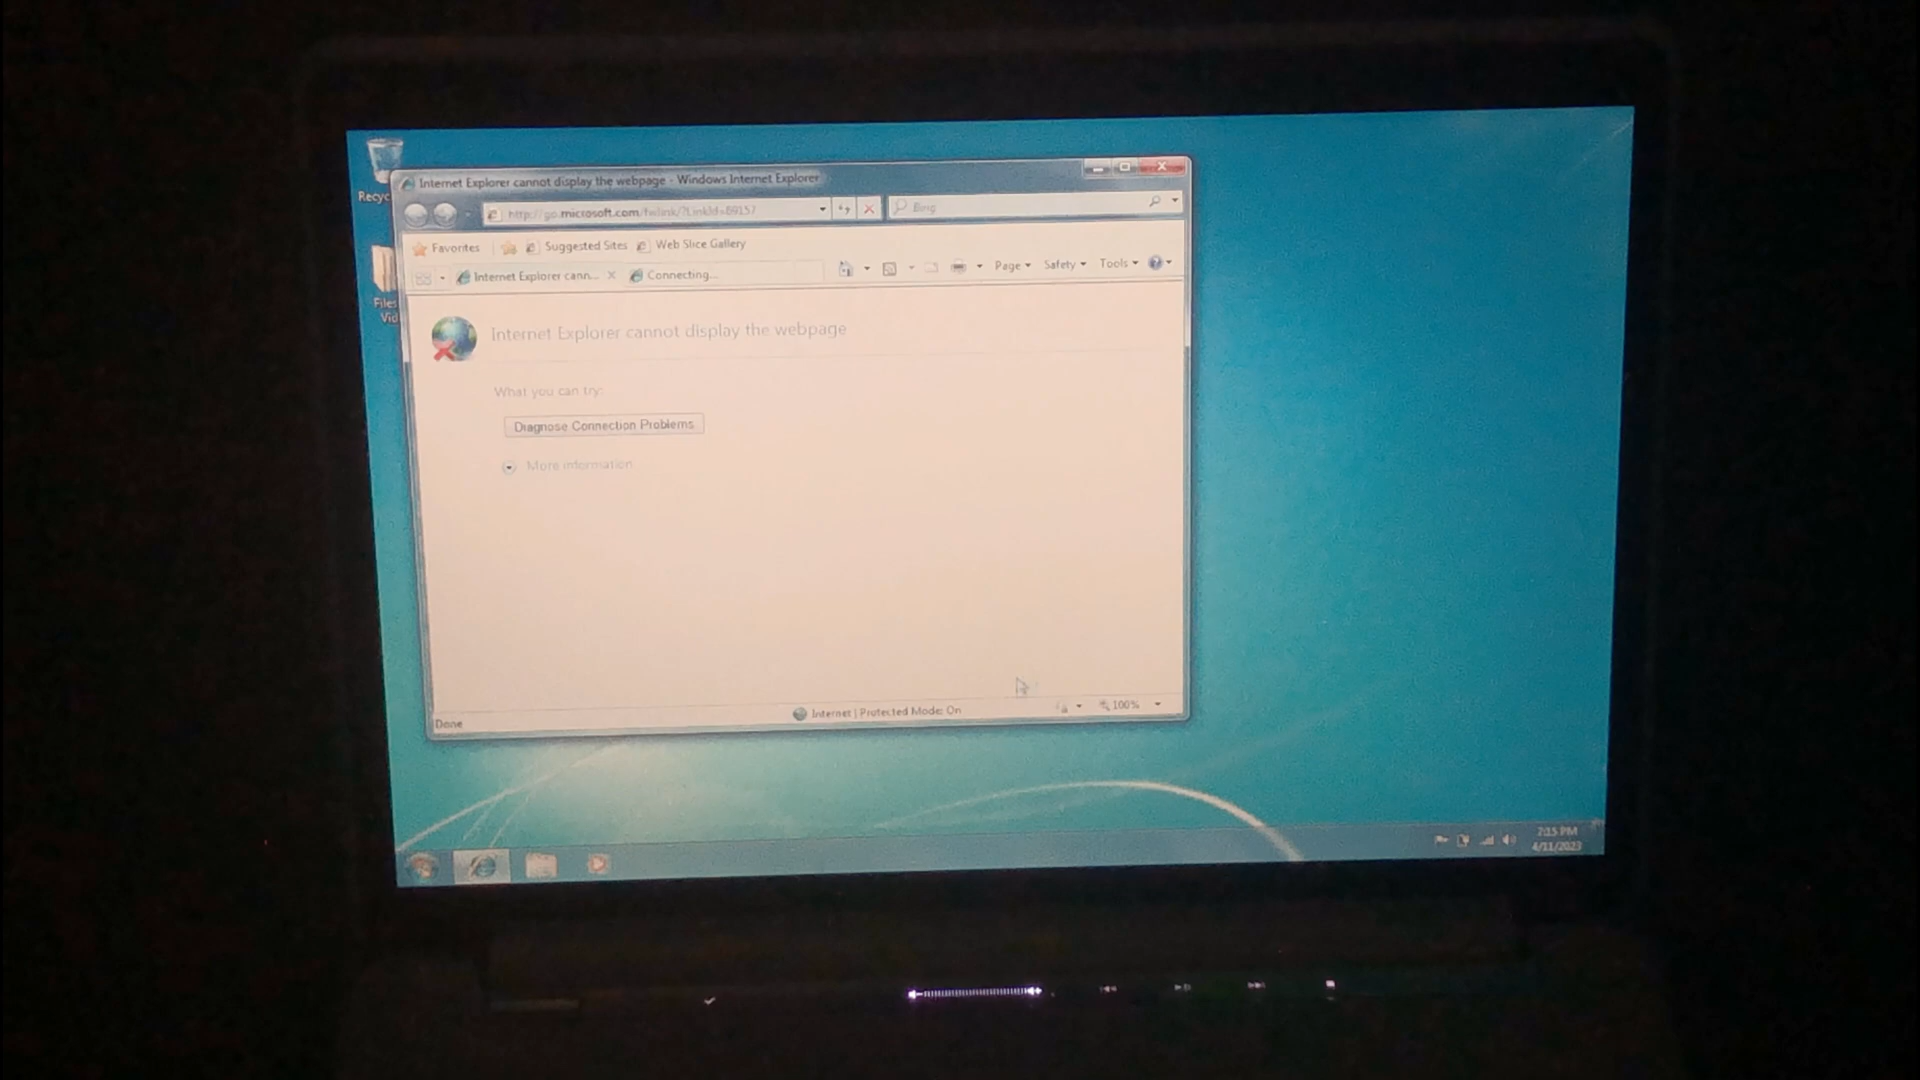 Recyc
Files
Vid
Internet Explorer cannot display the webpage - Windows Internet Explorer
http://go.microsoft.com/fwlink/?LinkId=69157
Bing
Favorites
Suggested Sites
Web Slice Gallery
Internet Explorer cann...
Connecting...
Page
Safety
Tools
Internet Explorer cannot display the webpage
What you can try:
Diagnose Connection Problems
More information
Done
Internet | Protected Mode: On
100%
7:15 PM
4/11/2023